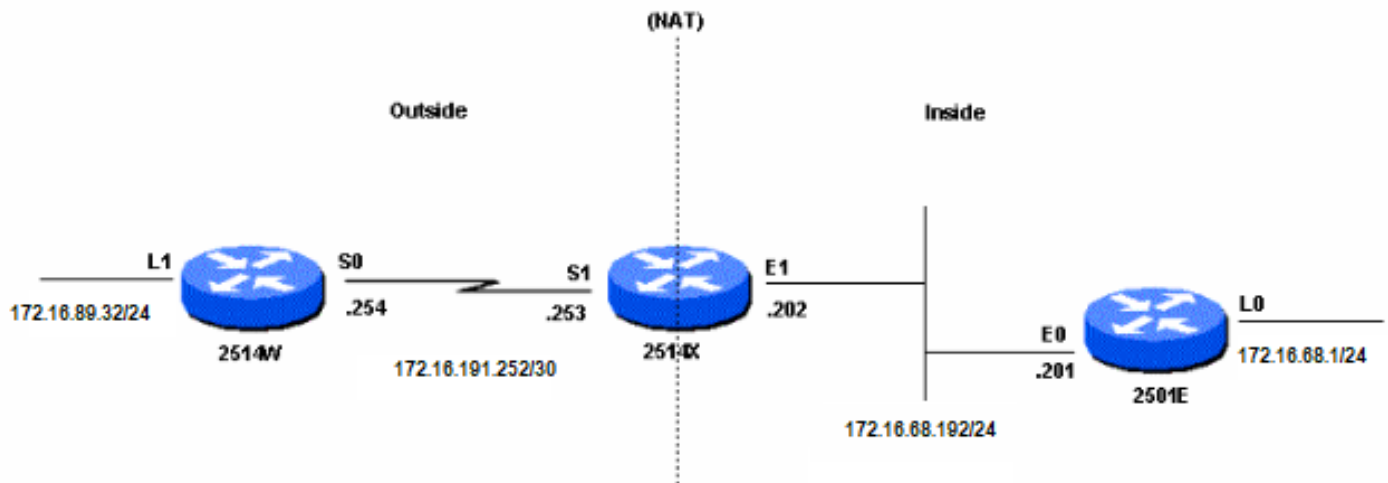 (NAT)
Outside
Inside
L1
S0
S1
E1
172.16.89.32/24
.254
.253
.202
E0
L0
2514W
2514X
172.16.191.252/30
.201
172.16.68.1/24
2501E
172.16.68.192/24